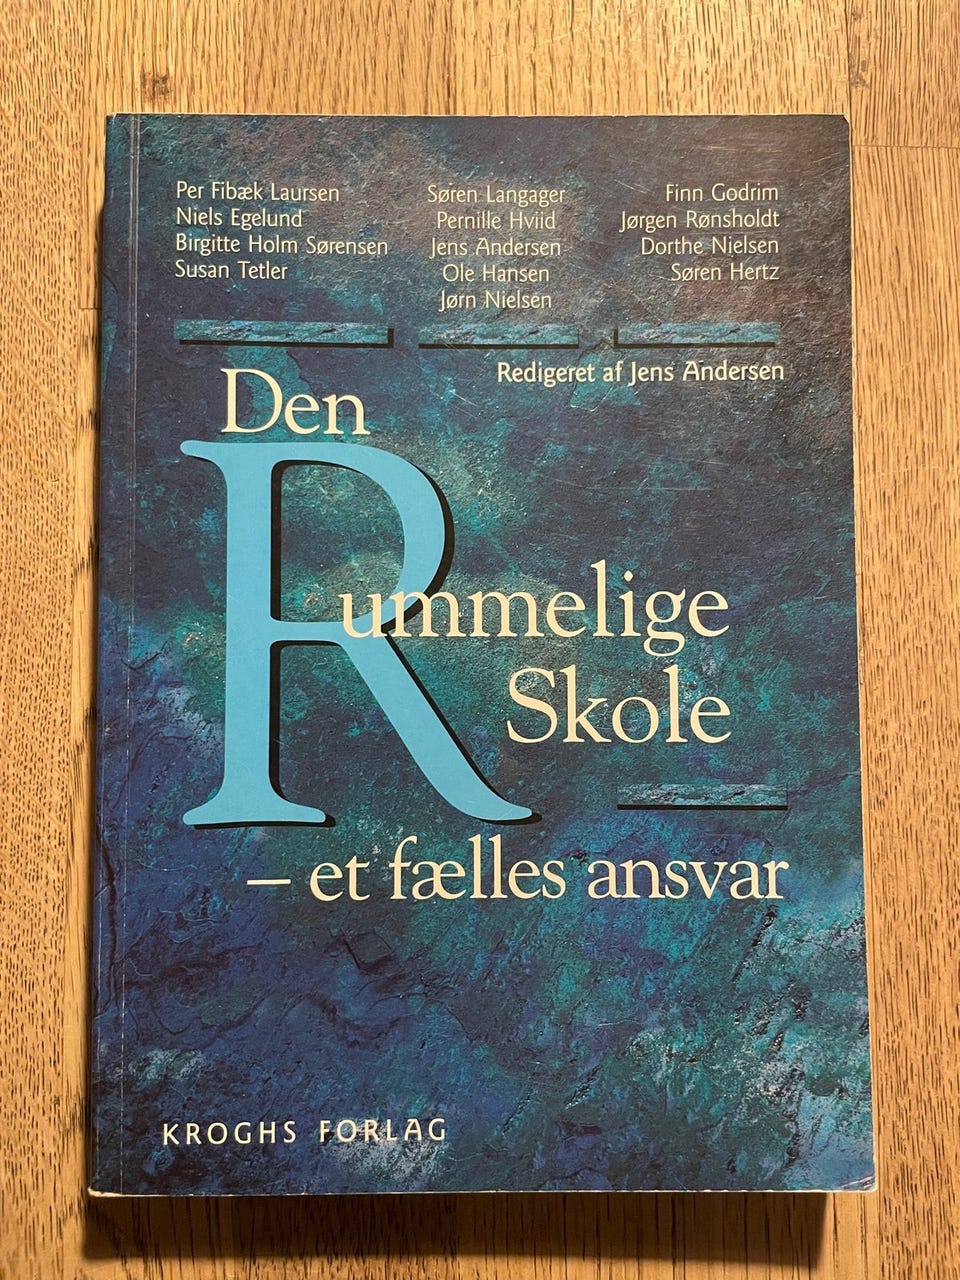 Per Fibæk Laursen
Niels Egelund
Birgitte Holm Sørensen
Susan Tetler
Søren Langager
Pernille Hviid
Jens Andersen
Ole Hansen
Jørn Nielsen
Finn Godrim
Jørgen Rønsholdt
Dorthe Nielsen
Søren Hertz
Redigeret af Jens Andersen
Den
Rummelige
Skole
– et fælles ansvar
KROGHS FORLAG